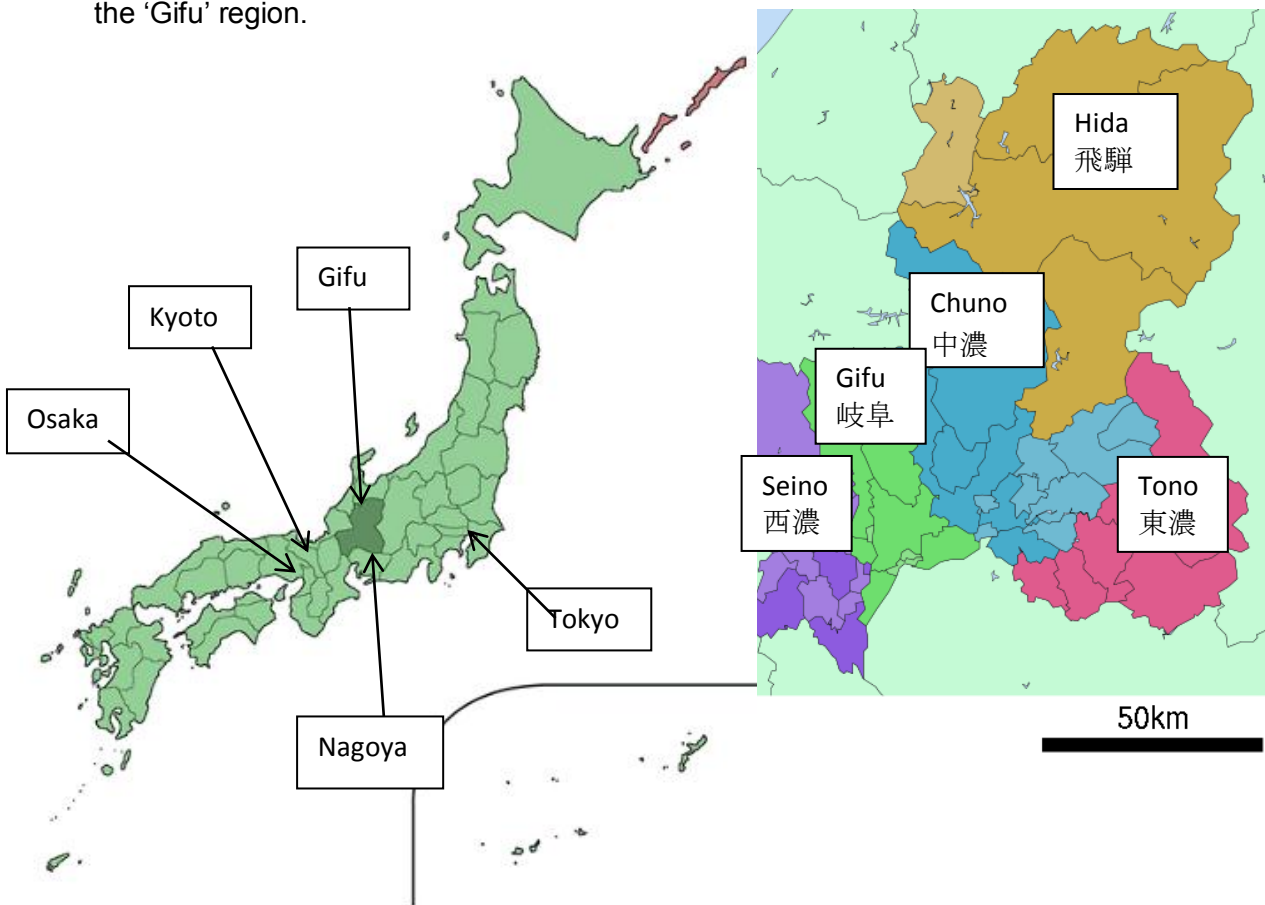 the ‘Gifu’ region.
Gifu
Kyoto
Osaka
Tokyo
Nagoya
Hida
飛騨
Chuno
中濃
Gifu
岐阜
Seino
西濃
Tono
東濃
50km